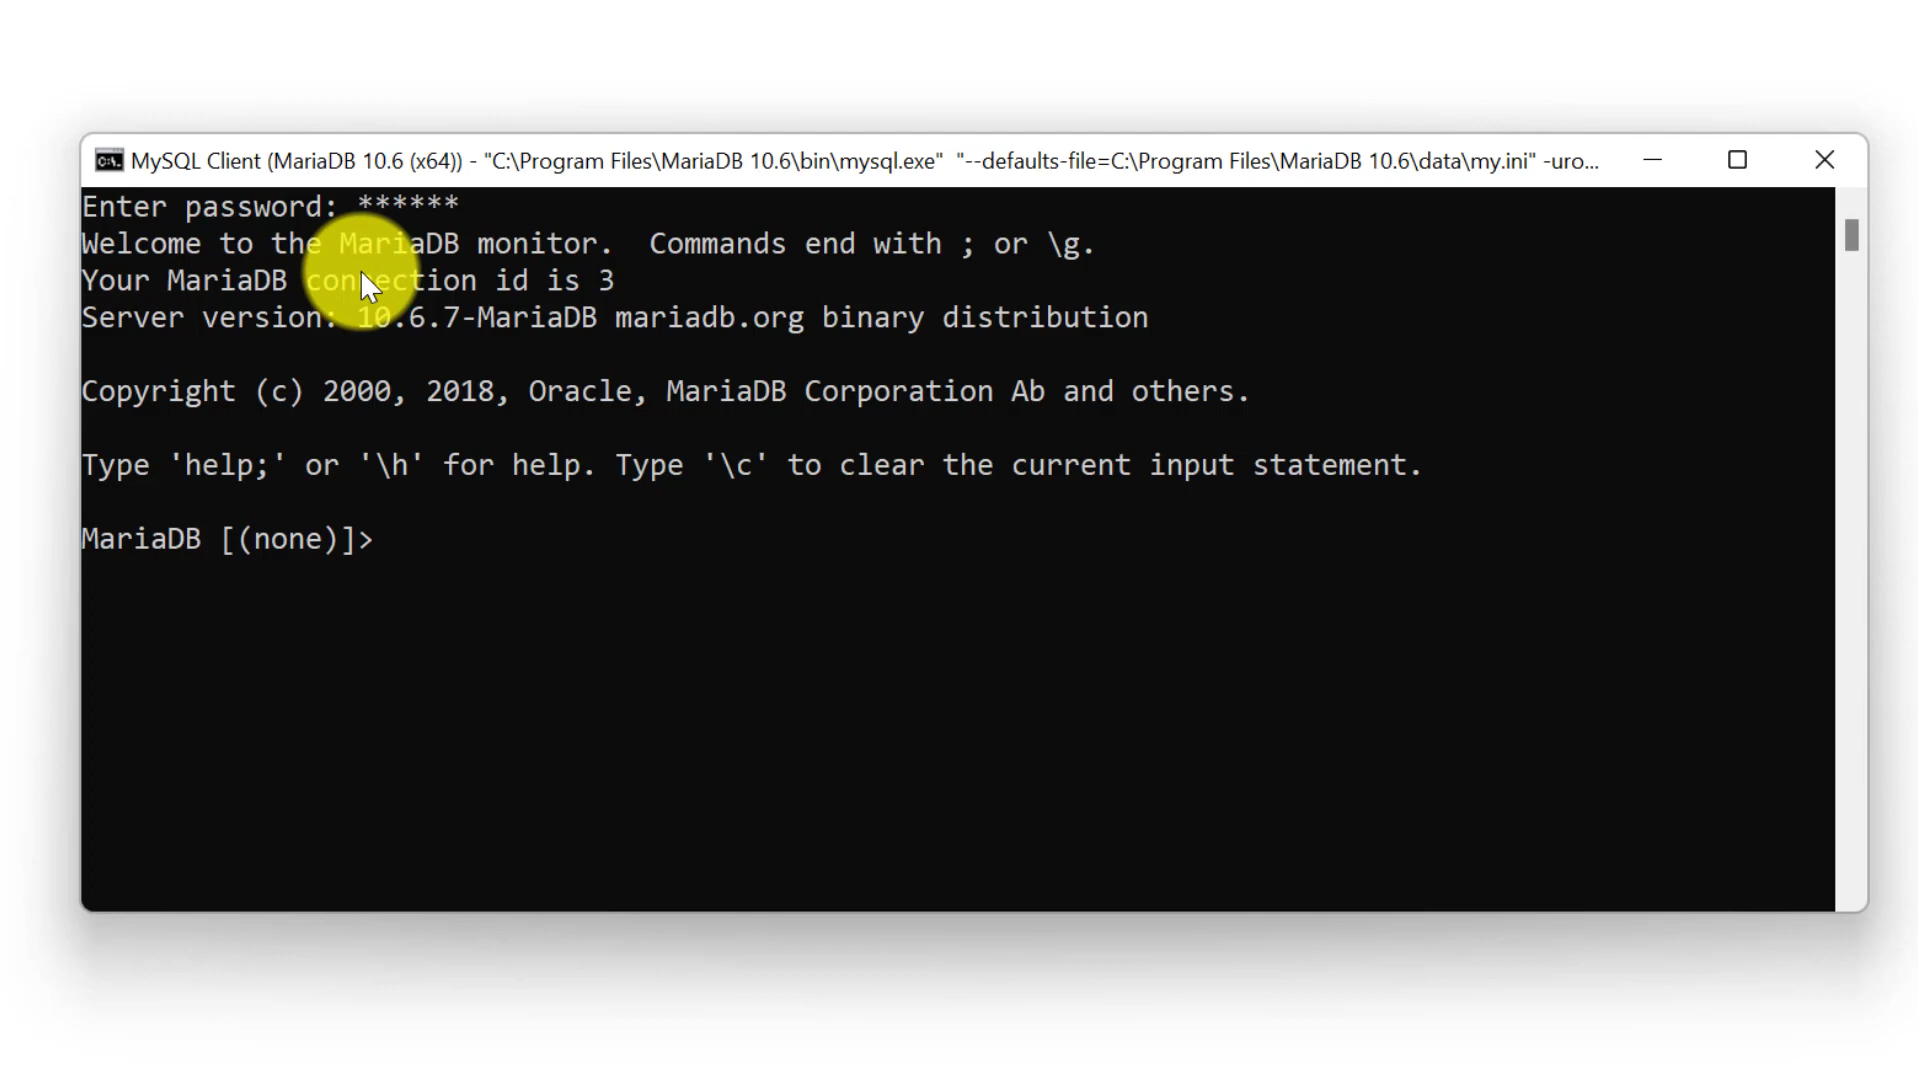 MySQL Client (MariaDB 10.6 (x64)) - "C:\Program Files\MariaDB 10.6\bin\mysql.exe"  "--defaults-file=C:\Program Files\MariaDB 10.6\data\my.ini" -uro...
Enter password: ******
Welcome to the MariaDB monitor.  Commands end with ; or \g.
Your MariaDB connection id is 3
Server version: 10.6.7-MariaDB mariadb.org binary distribution
Copyright (c) 2000, 2018, Oracle, MariaDB Corporation Ab and others.
Type 'help;' or '\h' for help. Type '\c' to clear the current input statement.
MariaDB [(none)]>